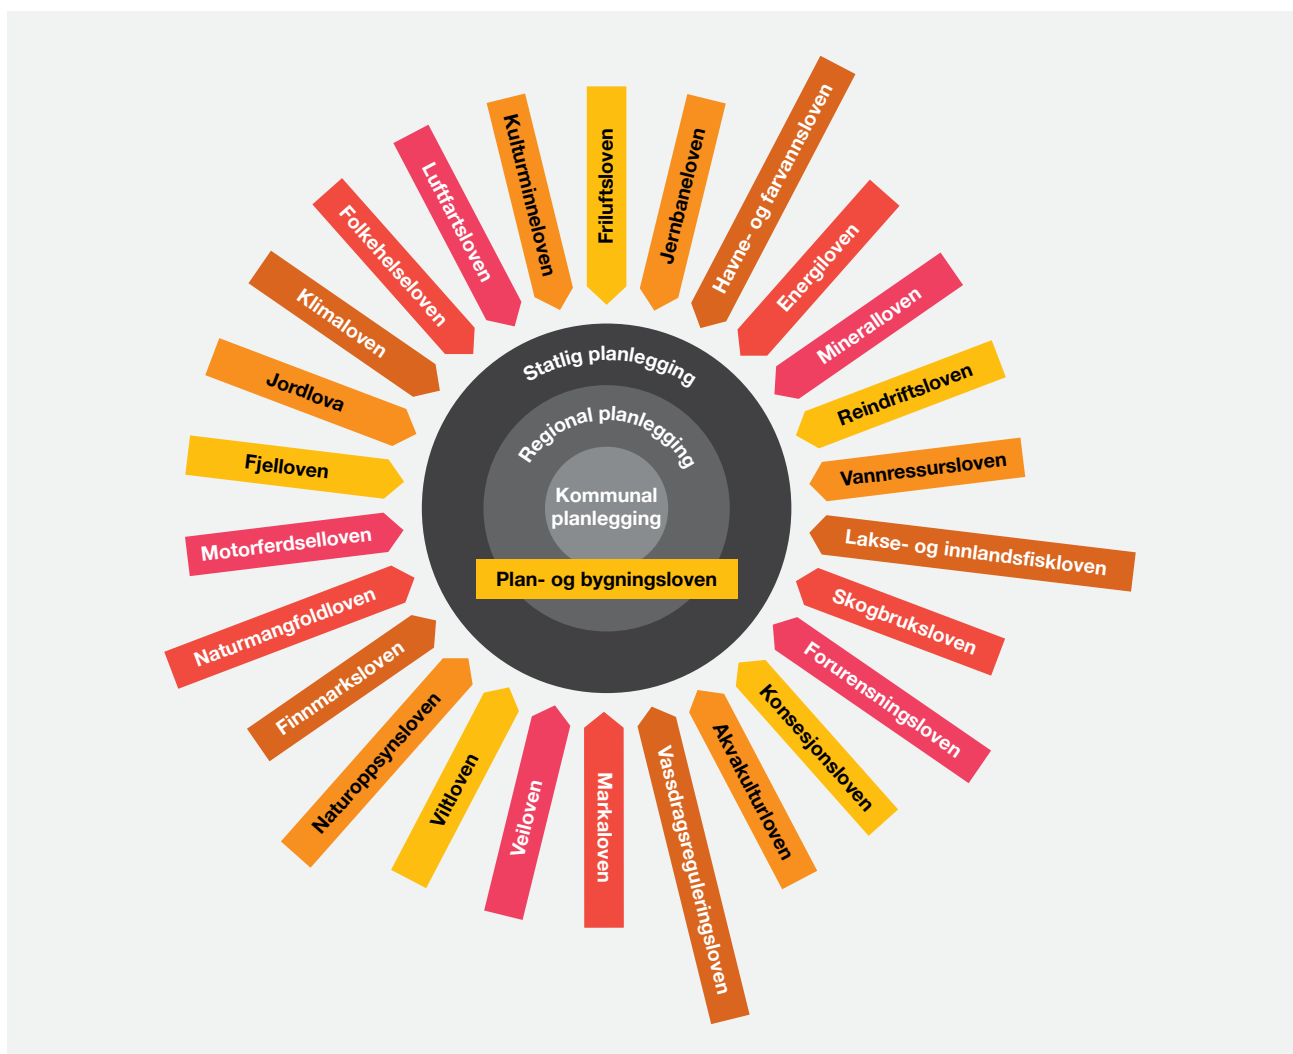 Friluftsloven
Jernbaneloven
Havne- og farvannsloven
Energiloven
Mineralloven
Reindriftsloven
Vannressursloven
Lakse- og innlandsfiskloven
Skogbruksloven
Forurensningsloven
Konsesjonsloven
Akvakulturloven
Vassdragsreguleringsloven
Markaloven
Veiloven
Viltloven
Naturoppsynsloven
Finnmarksloven
Naturmangfoldloven
Motorferdselloven
Fjelloven
Jordlova
Klimaloven
Folkehelseloven
Luftfartsloven
Kulturminneloven
Statlig planlegging
Regional planlegging
Kommunal
planlegging
Plan- og bygningsloven